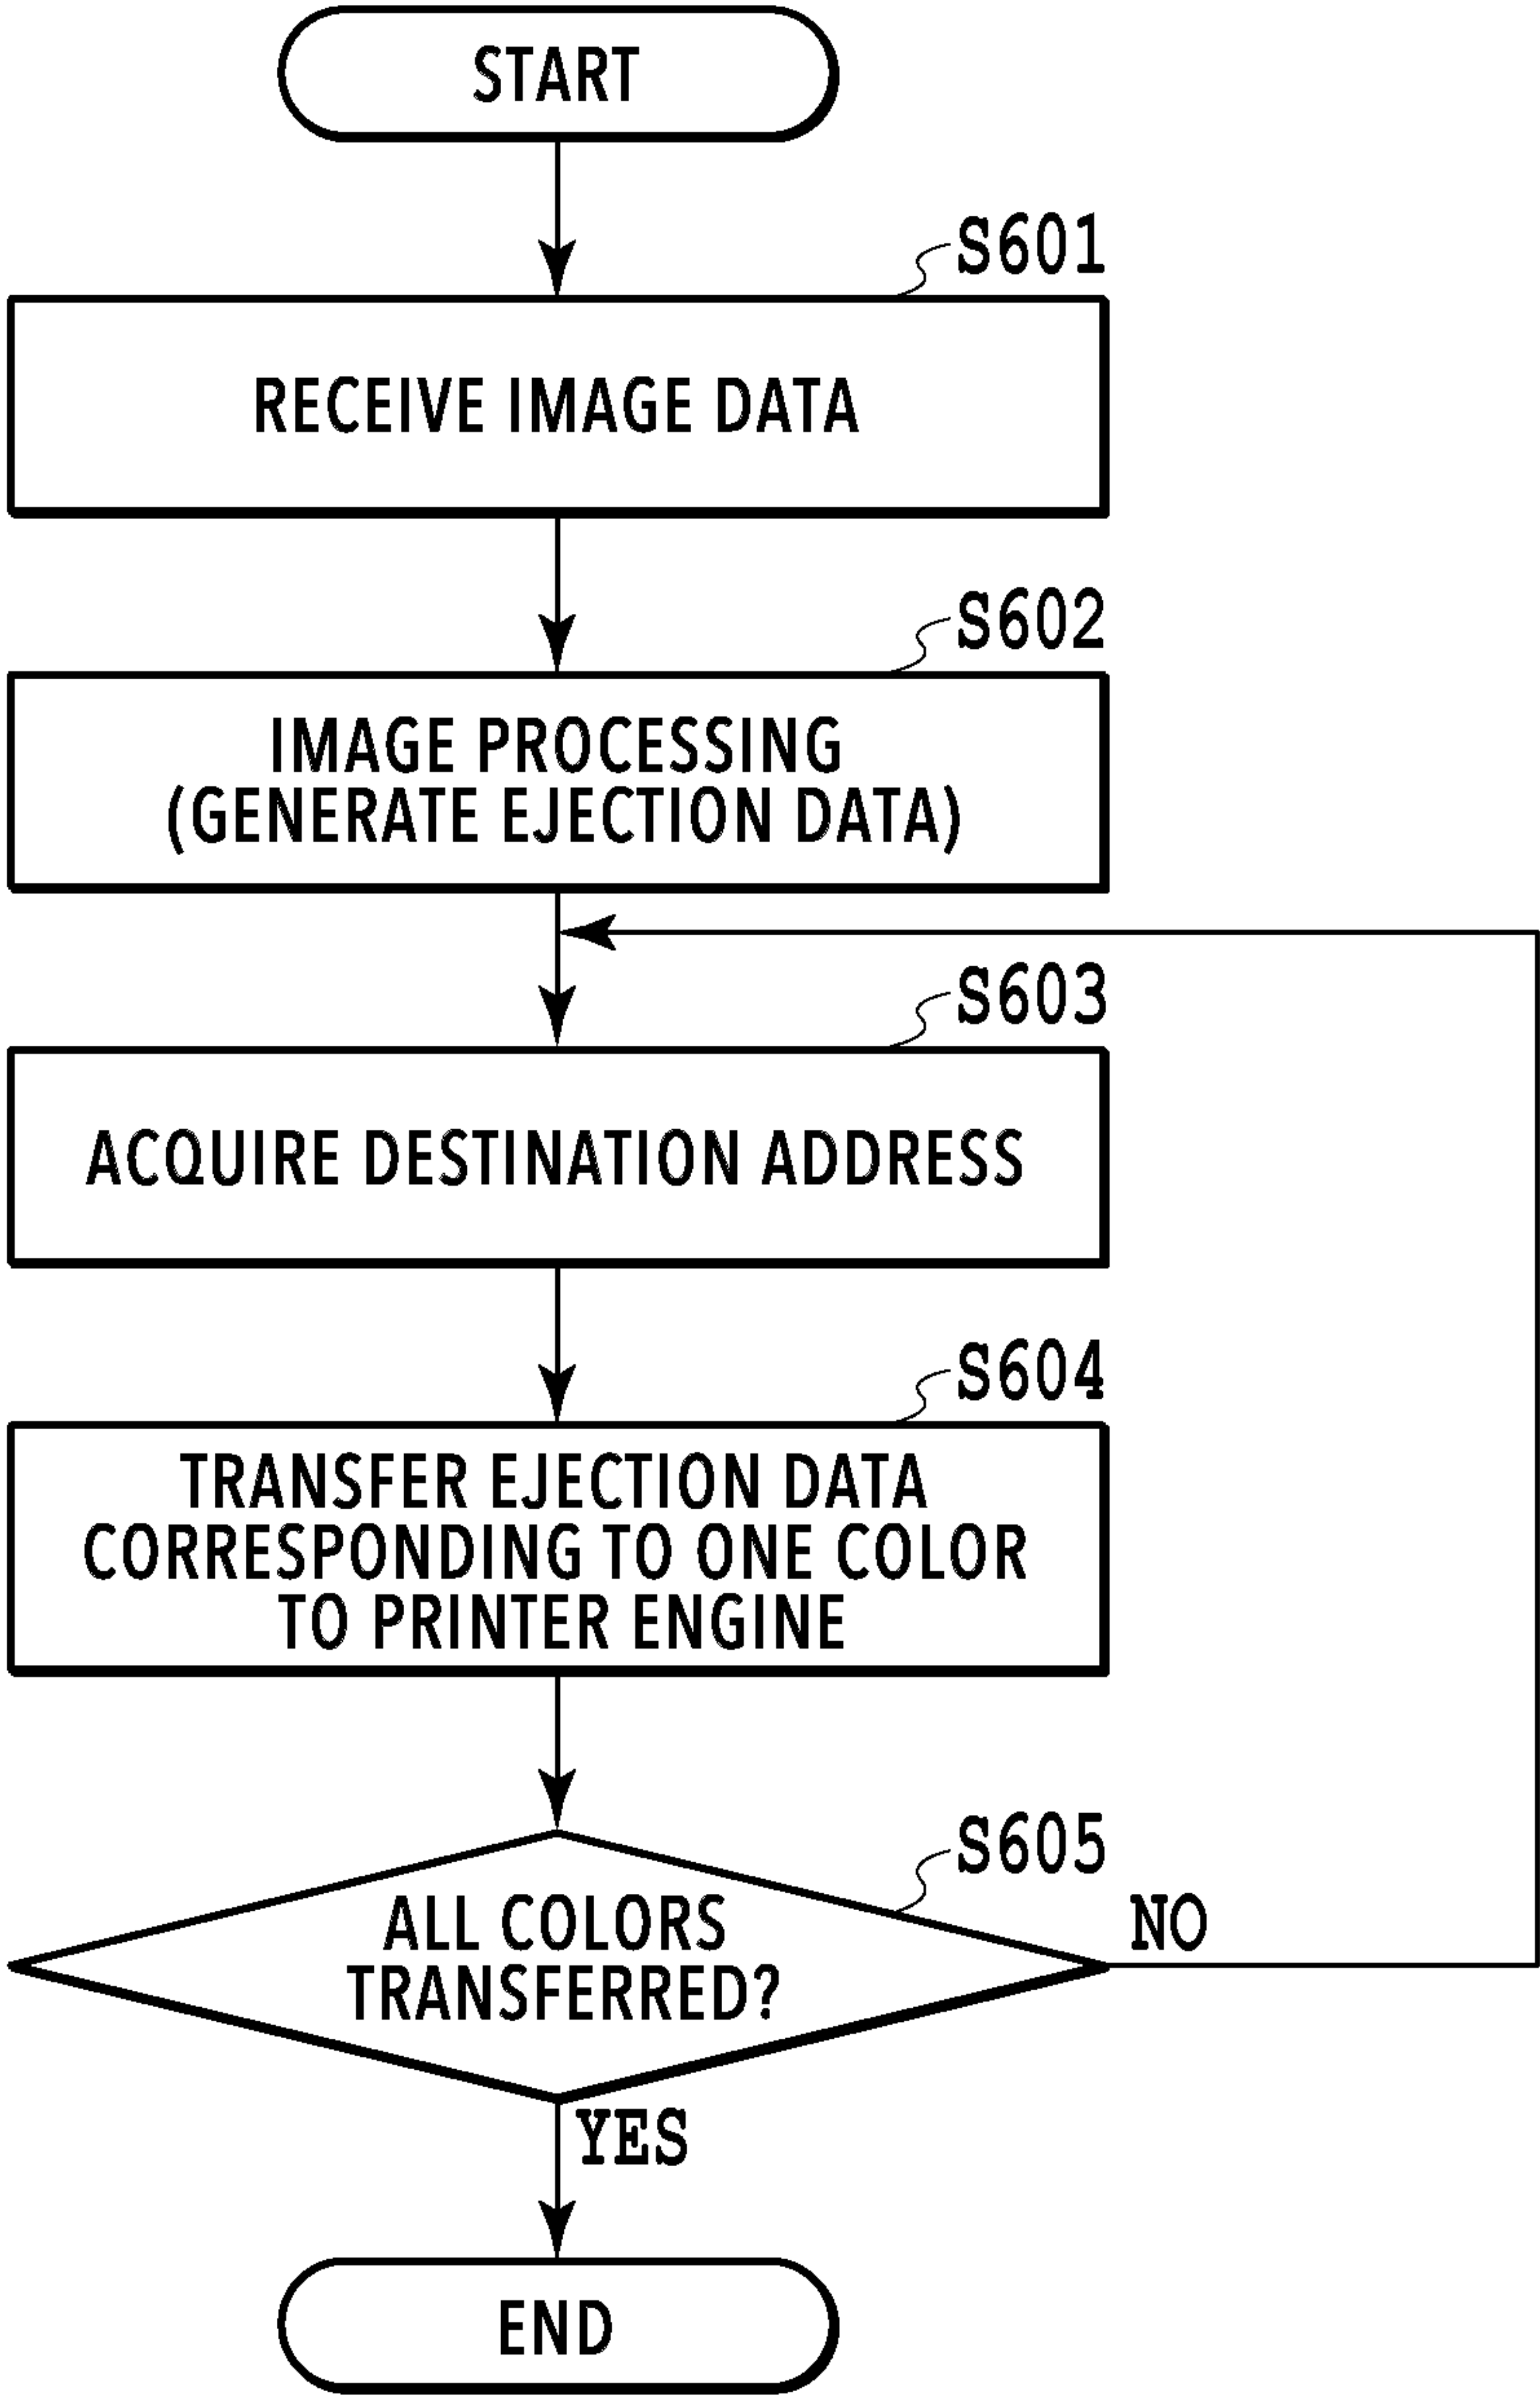 START
S601
RECEIVE IMAGE DATA
S602
IMAGE PROCESSING
(GENERATE EJECTION DATA)
S603
ACQUIRE DESTINATION ADDRESS
S604
TRANSFER EJECTION DATA
CORRESPONDING TO ONE COLOR
TO PRINTER ENGINE
S605
ALL COLORS
TRANSFERRED?
NO
YES
END